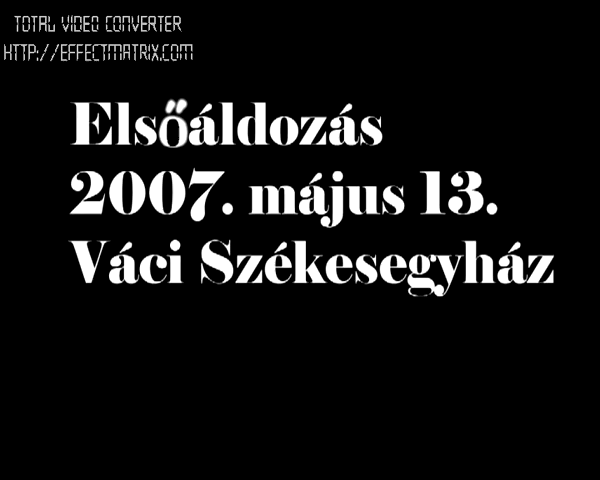 TOTAL VIDEO CONVERTER
HTTP://EFFECTMATRIX.COM
Elsőáldozás
2007. május 13.
Váci Székesegyház